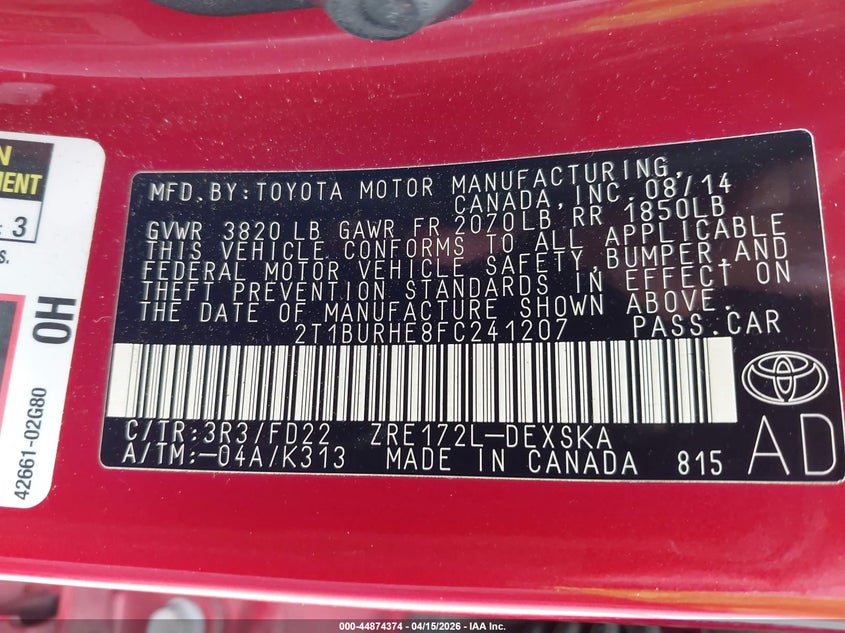 MFD. BY: TOYOTA MOTOR MANUFACTURING,
CANADA, INC. 08/14
GVWR 3820 LB GAWR FR 2070LB, RR 1850LB
THIS VEHICLE CONFORMS TO ALL APPLICABLE
FEDERAL MOTOR VEHICLE SAFETY, BUMPER, AND
THEFT PREVENTION STANDARDS IN EFFECT ON
THE DATE OF MANUFACTURE SHOWN ABOVE.
2T1BURHE8FC241207 PASS.CAR
C/TR:3R3/FD22 ZRE172L-DEXSKA
A/TM:-04A/K313 MADE IN CANADA 815
AD
3
s.
OH
42661-02G80
000-44874374 - 04/15/2026 - IAA Inc.